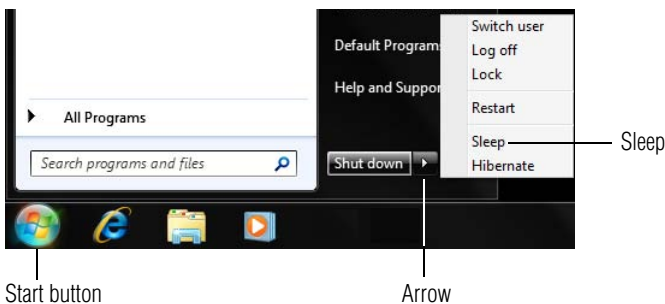 Switch user
Default Program
Log off
Lock
Help and Suppor
Restart
All Programs
Sleep
Sleep
Search programs and files
Shut down
Hibernate
Start button
Arrow